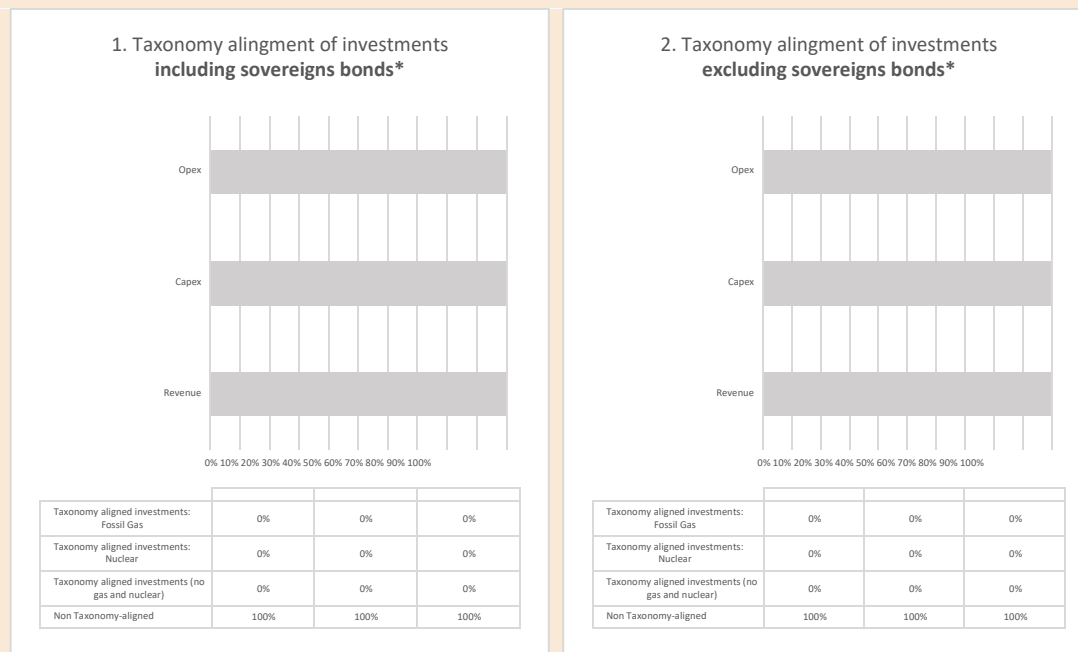 1. Taxonomy alingment of investments
including sovereigns bonds*
Opex
Capex
Revenue
0% 10% 20% 30% 40% 50% 60% 70% 80% 90% 100%
Taxonomy aligned investments:
Fossil Gas
0% 0% 0%
Taxonomy aligned investments:
Nuclear
0% 0% 0%
Taxonomy aligned investments (no
gas and nuclear)
0% 0% 0%
Non Taxonomy-aligned 100% 100% 100%
2. Taxonomy alingment of investments
excluding sovereigns bonds*
Opex
Capex
Revenue
0% 10% 20% 30% 40% 50% 60% 70% 80% 90% 100%
Taxonomy aligned investments:
Fossil Gas
0% 0% 0%
Taxonomy aligned investments:
Nuclear
0% 0% 0%
Taxonomy aligned investments (no
gas and nuclear)
0% 0% 0%
Non Taxonomy-aligned 100% 100% 100%